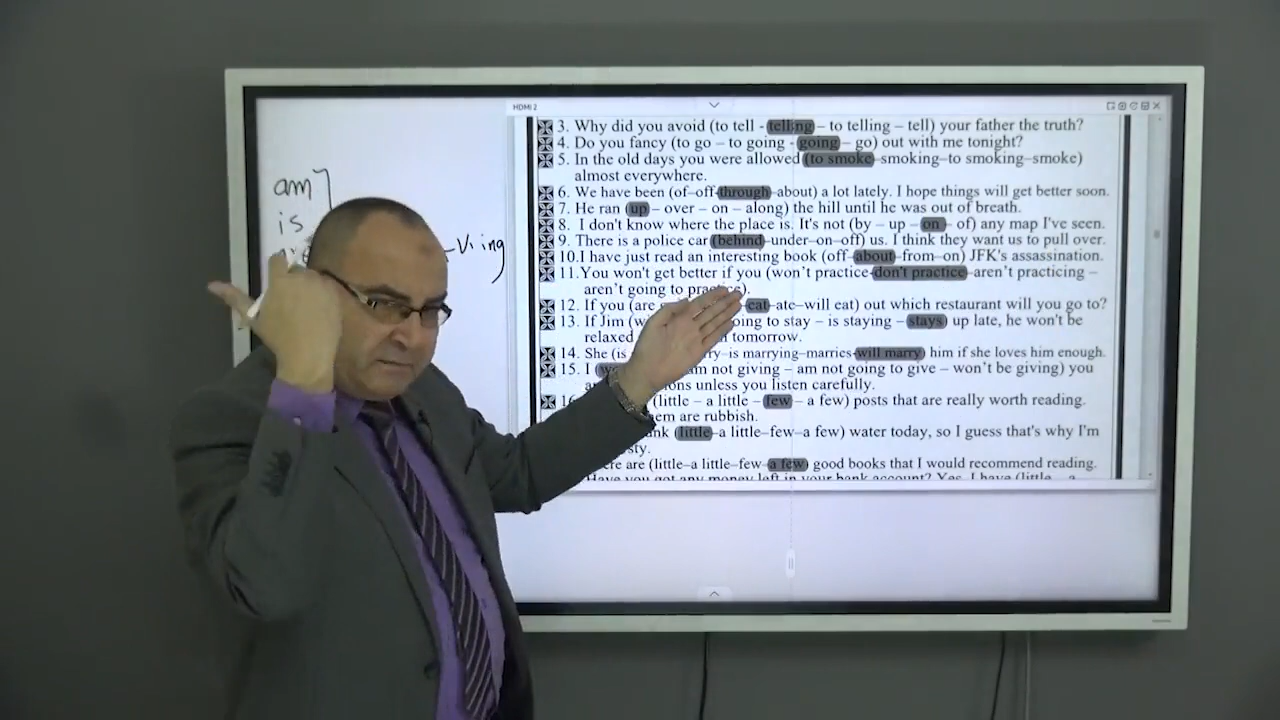 HDMI 2
3. Why did you avoid (to tell - telling – to telling – tell) your father the truth?
4. Do you fancy (to go – to going - going – go) out with me tonight?
5. In the old days you were allowed (to smoke-smoking–to smoking–smoke)
almost everywhere.
6. We have been (of–off-through–about) a lot lately. I hope things will get better soon.
7. He ran (up – over – on – along) the hill until he was out of breath.
8. I don't know where the place is. It's not (by – up – on – of) any map I've seen.
9. There is a police car (behind–under–on–off) us. I think they want us to pull over.
10.I have just read an interesting book (off–about–from–on) JFK's assassination.
11.You won't get better if you (won't practice-don't practice–aren't practicing –
aren't going to practice).
12. If you (are eat–ate–will eat) out which restaurant will you go to?
13. If Jim to stay – is staying – stays) up late, he won't be
relaxed tomorrow.
14. She (is –is marrying–marries-will marry) him if she loves him enough.
15. I not giving – am not going to give – won't be giving) you
unless you listen carefully.
(little – a little – few – a few) posts that are really worth reading.
are rubbish.
(little–a little–few–a few) water today, so I guess that's why I'm
are (little–a little–few–a few) good books that I would recommend reading.
Have you got any money left in your bank account? Yes, I have (little – a
am
is
Ving